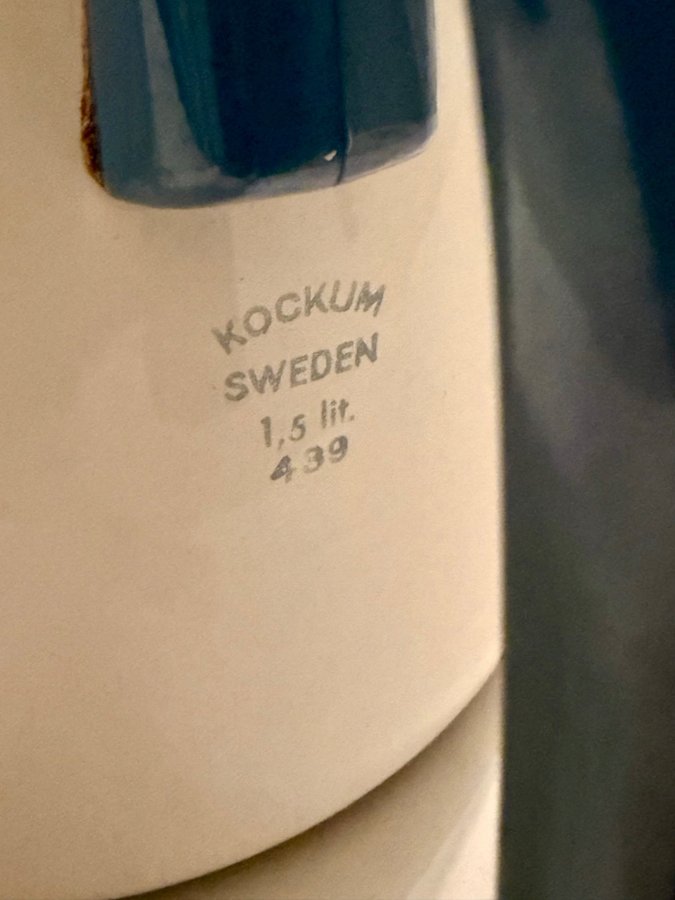 KOCKUM
SWEDEN
1,5 lit.
439